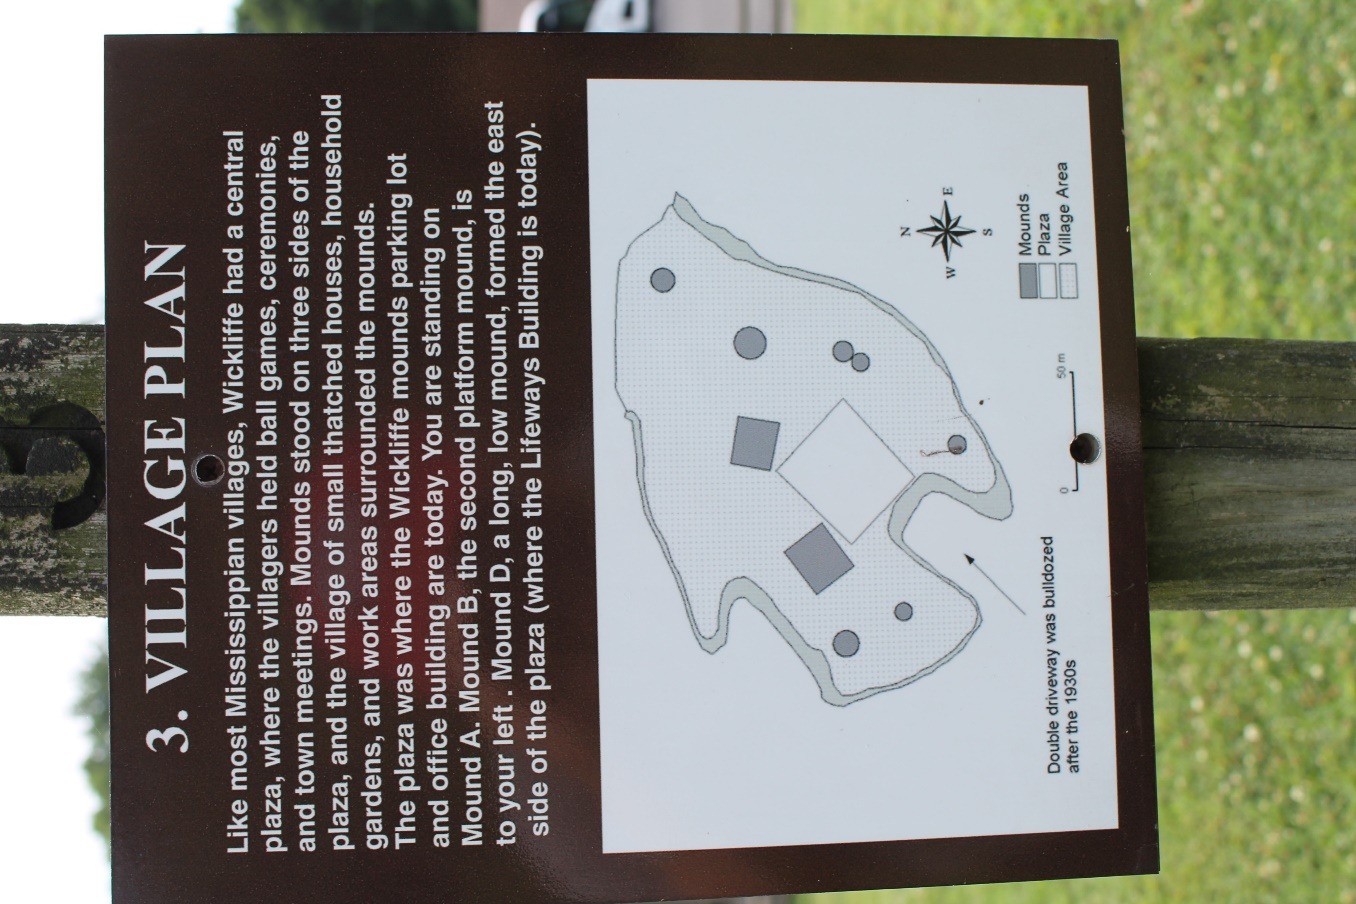 3. VILLAGE PLAN
Like most Mississippian villages, Wickliffe had a central
plaza, where the villagers held ball games, ceremonies,
and town meetings. Mounds stood on three sides of the
plaza, and the village of small thatched houses, household
gardens, and work areas surrounded the mounds.
The plaza was where the Wickliffe mounds parking lot
and office building are today. You are standing on
Mound A. Mound B, the second platform mound, is
to your left . Mound D, a long, low mound, formed the east
side of the plaza (where the Lifeways Building is today).
N
W E
S
Mounds
Plaza
Village Area
0 50 m
Double driveway was bulldozed
after the 1930s